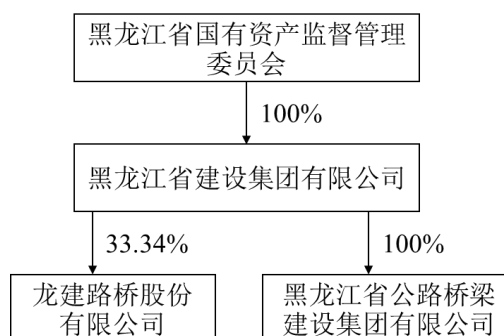 黑龙江省国有资产监督管理
委员会
100%
黑龙江省建设集团有限公司
33.34%
100%
龙建路桥股份
有限公司
黑龙江省公路桥梁
建设集团有限公司